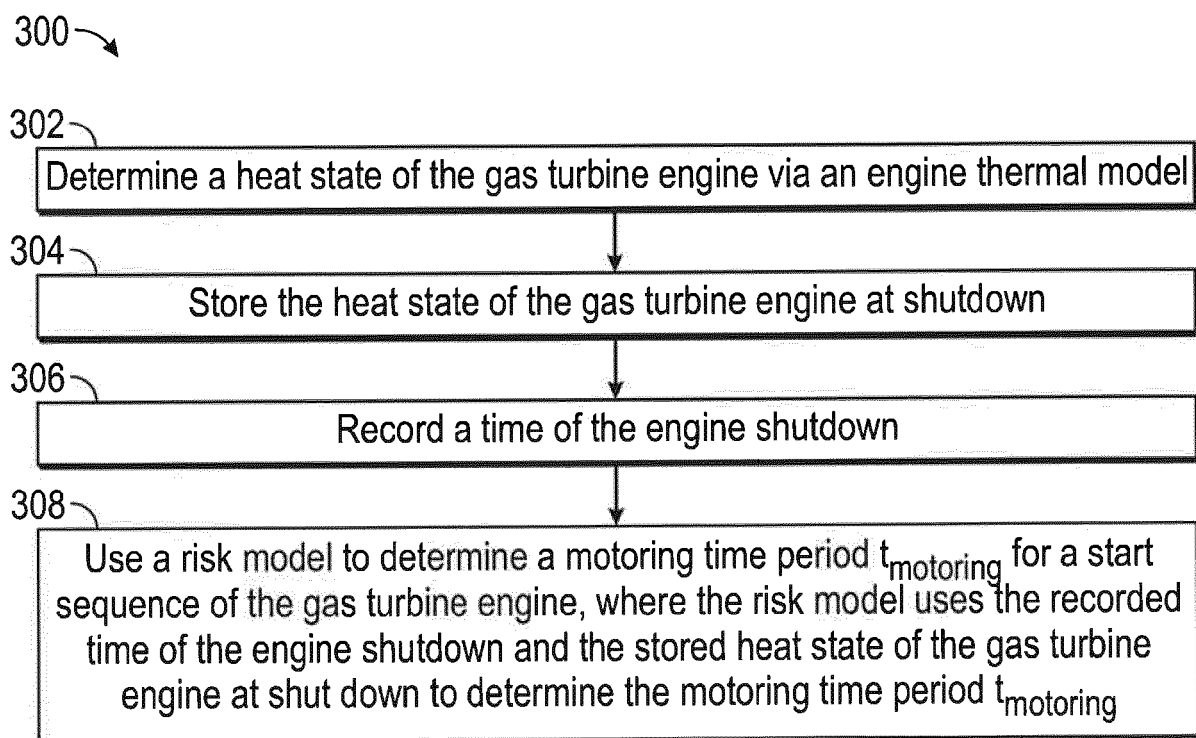 300
302
Determine a heat state of the gas turbine engine via an engine thermal model
304
Store the heat state of the gas turbine engine at shutdown
306
Record a time of the engine shutdown
308
Use a risk model to determine a motoring time period tmotoring for a start
sequence of the gas turbine engine, where the risk model uses the recorded
time of the engine shutdown and the stored heat state of the gas turbine
engine at shut down to determine the motoring time period tmotoring